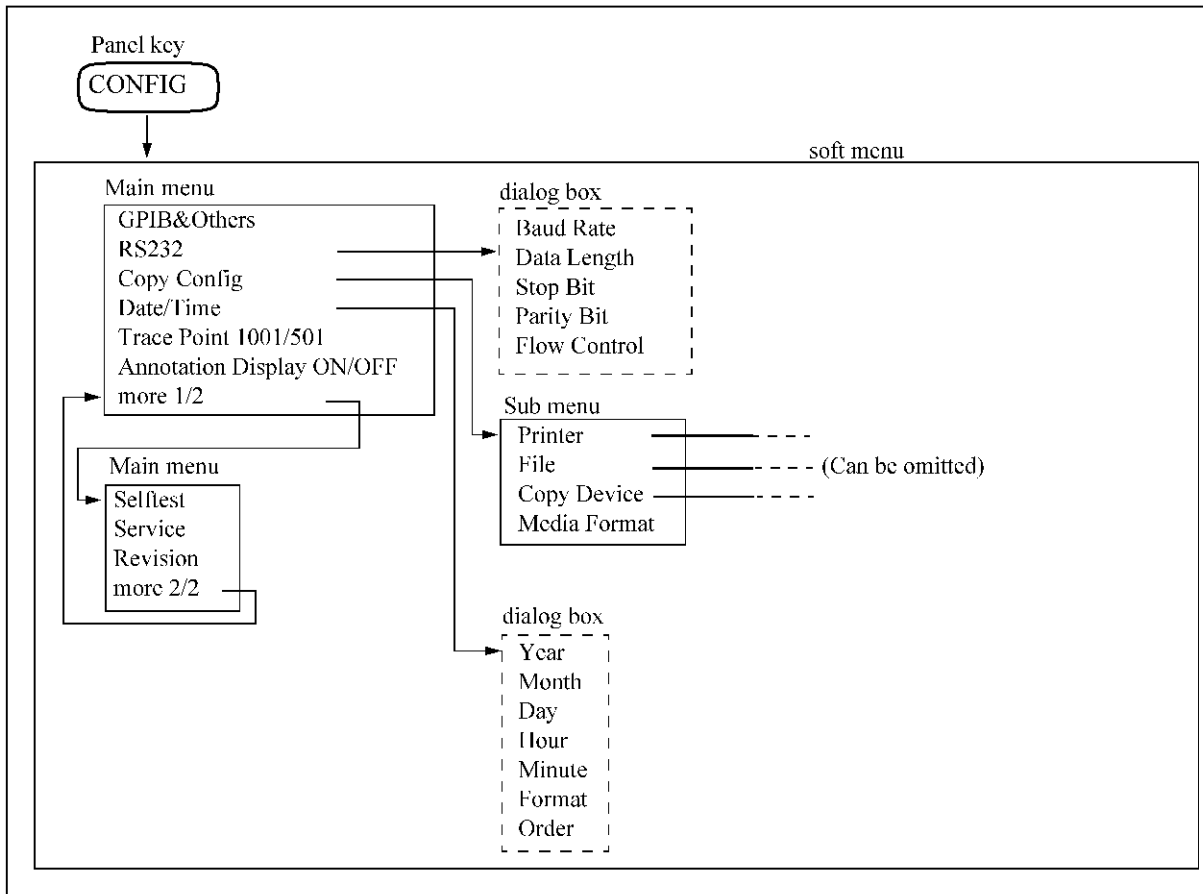 Panel key
CONFIG
soft menu
Main menu
GPIB&Others
RS232
Copy Config
Date/Time
Trace Point 1001/501
Annotation Display ON/OFF
more 1/2
Main menu
Selftest
Service
Revision
more 2/2
dialog box
Baud Rate
Data Length
Stop Bit
Parity Bit
Flow Control
Sub menu
Printer
File
Copy Device
Media Format
(Can be omitted)
dialog box
Year
Month
Day
Hour
Minute
Format
Order